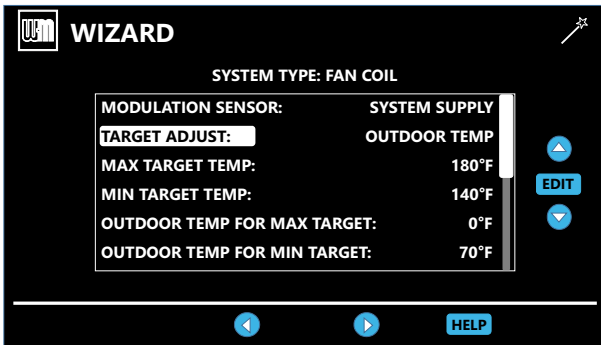 WM WIZARD
SYSTEM TYPE: FAN COIL
MODULATION SENSOR: SYSTEM SUPPLY
TARGET ADJUST: OUTDOOR TEMP
MAX TARGET TEMP: 180°F
MIN TARGET TEMP: 140°F
OUTDOOR TEMP FOR MAX TARGET: 0°F
OUTDOOR TEMP FOR MIN TARGET: 70°F
EDIT
HELP